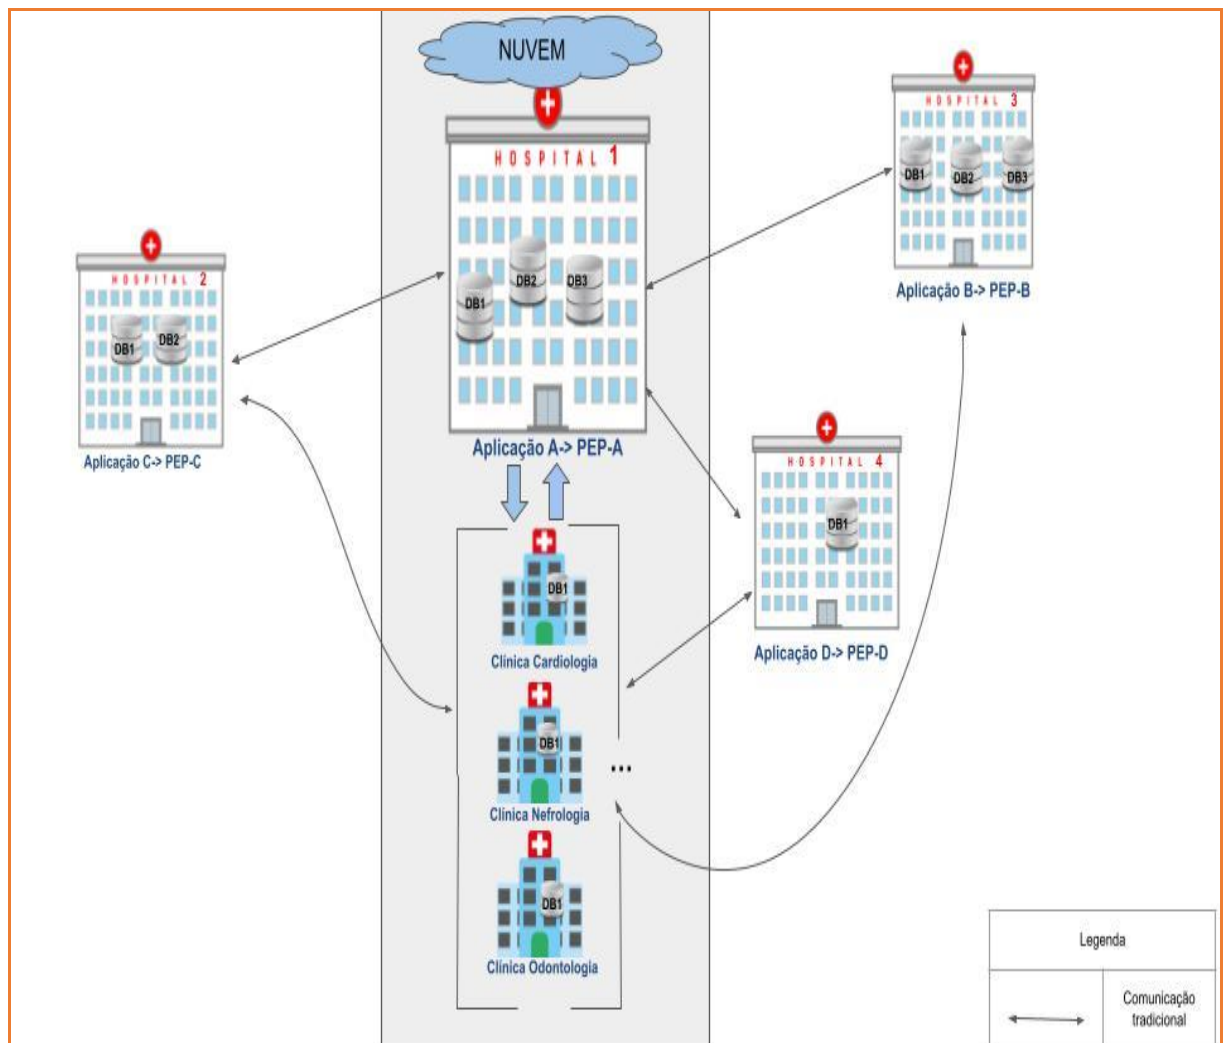 NUVEM
HOSPITAL 1
DB1
DB2
DB3
Aplicação A-> PEP-A
HOSPITAL 2
DB1
DB2
Aplicação C-> PEP-C
HOSPITAL 3
DB1
DB2
DB3
Aplicação B-> PEP-B
HOSPITAL 4
DB1
Aplicação D-> PEP-D
DB1
Clínica Cardiologia
DB1
Clínica Nefrologia
...
DB1
Clínica Odontologia
Legenda
Comunicação
tradicional